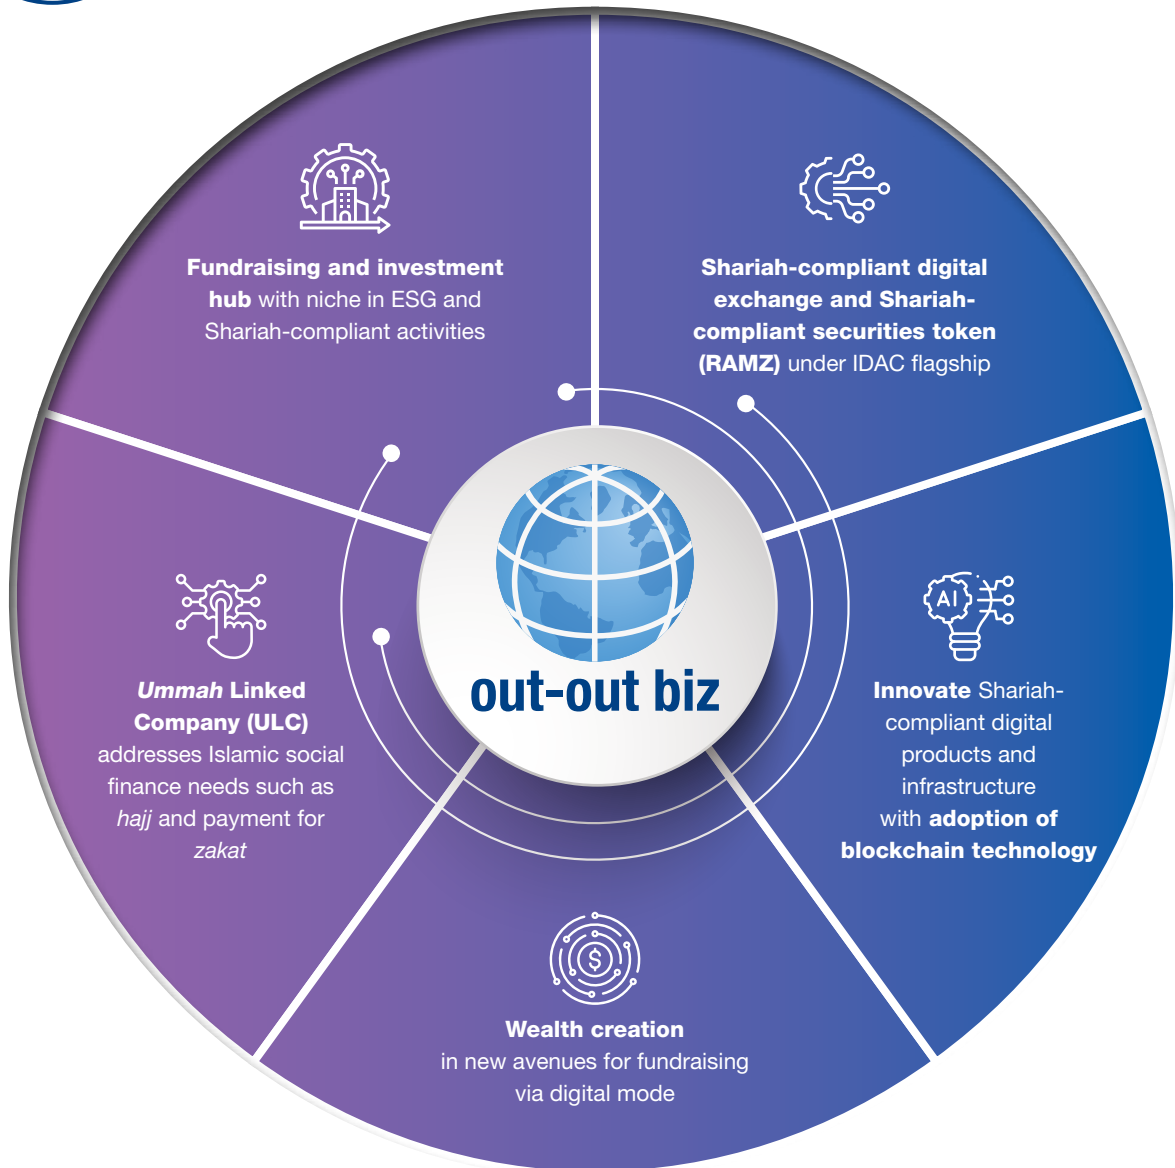 Fundraising and investment
hub with niche in ESG and
Shariah-compliant activities
Shariah-compliant digital
exchange and Shariah-
compliant securities token
(RAMZ) under IDAC flagship
out-out biz
Ummah Linked
Company (ULC)
addresses Islamic social
finance needs such as
hajj and payment for
zakat
AI
Innovate Shariah-
compliant digital
products and
infrastructure
with adoption of
blockchain technology
$
Wealth creation
in new avenues for fundraising
via digital mode